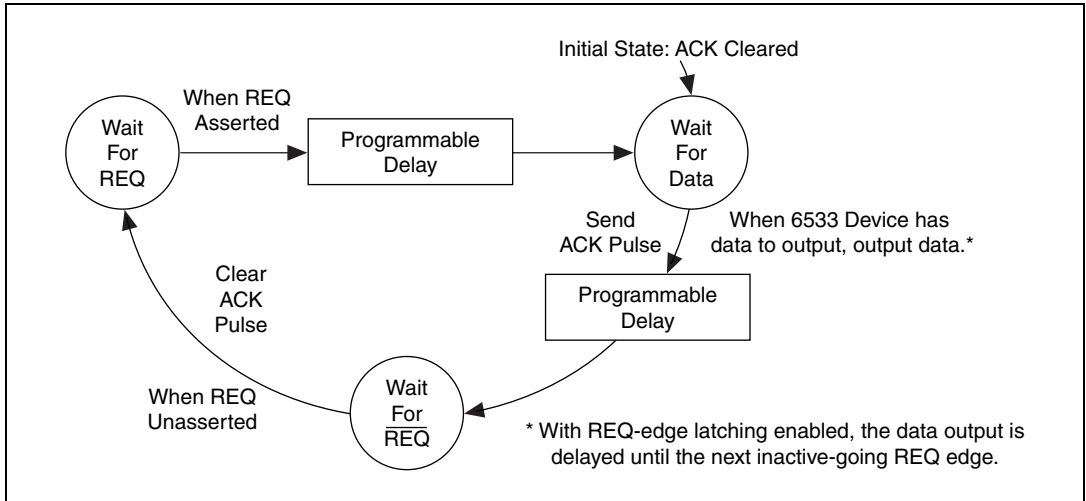 Initial State: ACK Cleared
When REQ
Asserted
Wait
For
REQ
Programmable
Delay
Wait
For
Data
Send
ACK Pulse
When 6533 Device has
data to output, output data.*
Programmable
Delay
Clear
ACK
Pulse
When REQ
Unasserted
Wait
For
R̅E̅Q̅
* With REQ-edge latching enabled, the data output is
delayed until the next inactive-going REQ edge.